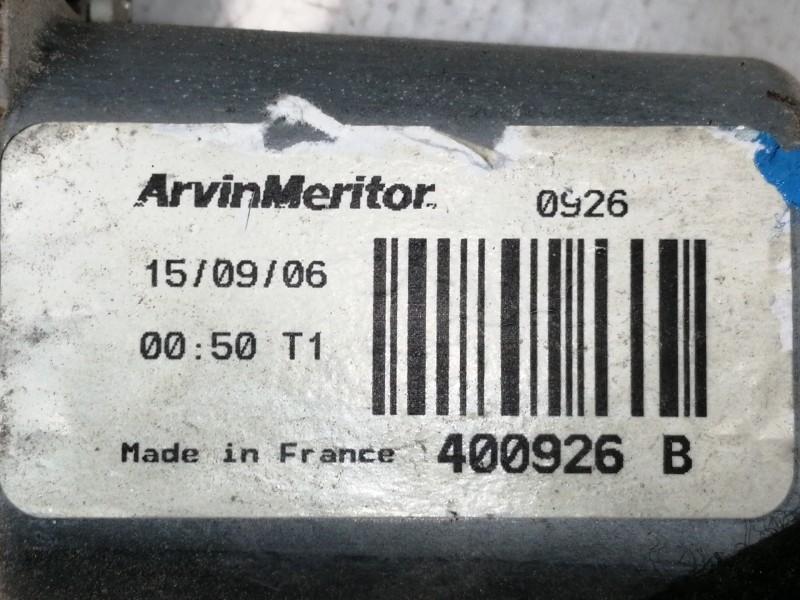 ArvinMeritor 0926
15/09/06
00:50 T1
Made in France 400926 B